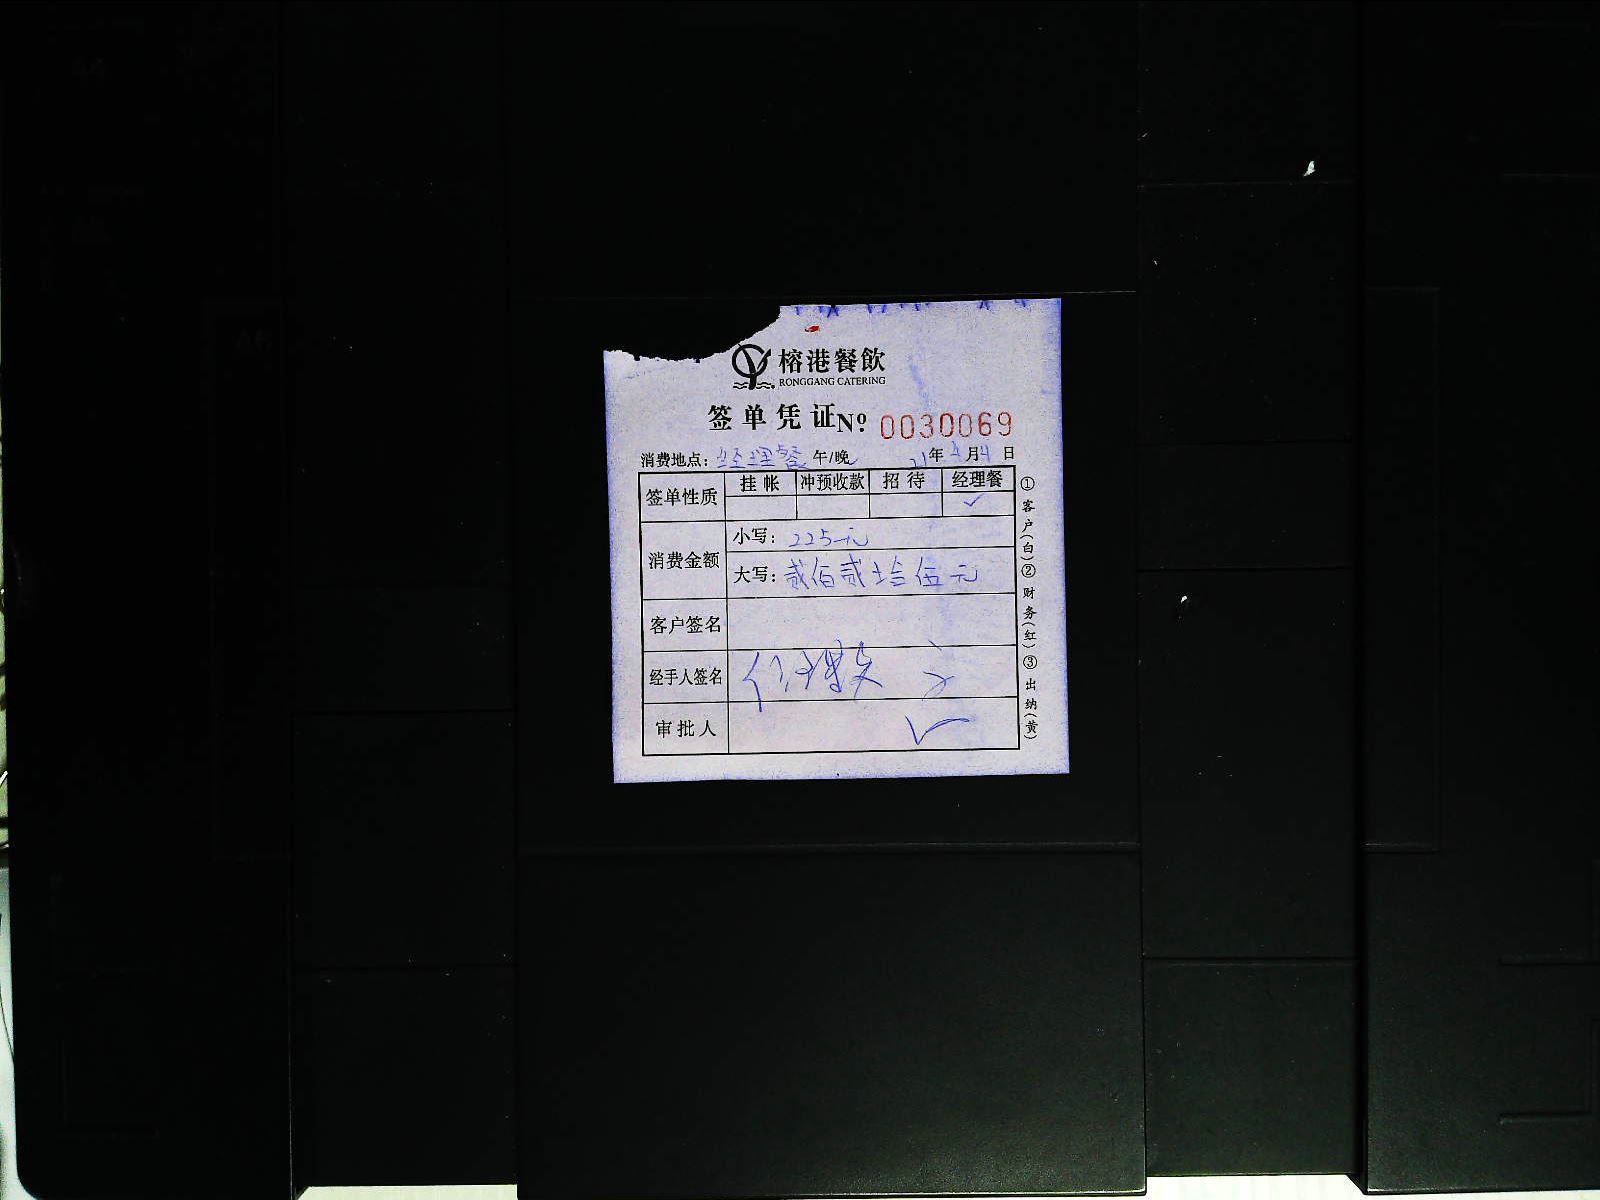 榕港餐飲
RONGGANG CATERING
签单凭证 No 0030069
消费地点：经理餐 午/晚 21年 月4日
签单性质 挂帐 冲预收款 招待 经理餐
✓
消费金额 小写：225元
大写：贰佰贰拾伍元
客户签名
经手人签名
审批人
①客户(白)②财务(红)③出纳(黄)